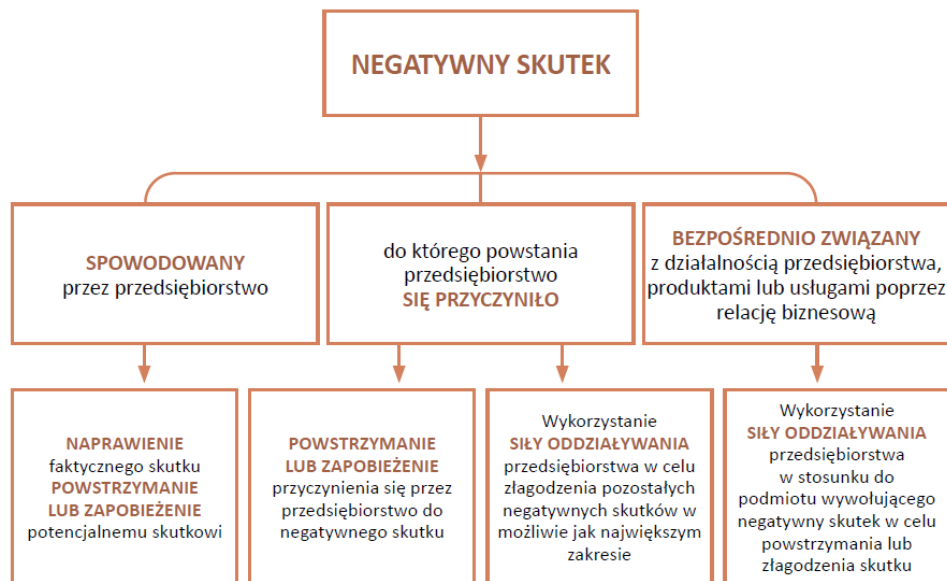 NEGATYWNY SKUTEK
SPOWODOWANY
przez przedsiębiorstwo
do którego powstania
przedsiębiorstwo
SIĘ PRZYCZYNIŁO
BEZPOŚREDNIO ZWIĄZANY
z działalnością przedsiębiorstwa,
produktami lub usługami poprzez
relację biznesową
NAPRAWIENIE
faktycznego skutku
POWSTRZYMANIE
LUB ZAPOBIEŻENIE
potencjalnemu skutkowi
POWSTRZYMANIE
LUB ZAPOBIEŻENIE
przyczynienia się przez
przedsiębiorstwo do
negatywnego skutku
Wykorzystanie
SIŁY ODDZIAŁYWANIA
przedsiębiorstwa w celu
złagodzenia pozostałych
negatywnych skutków w
możliwie jak największym
zakresie
Wykorzystanie
SIŁY ODDZIAŁYWANIA
przedsiębiorstwa
w stosunku do
podmiotu wywołującego
negatywny skutek w celu
powstrzymania lub
złagodzenia skutku